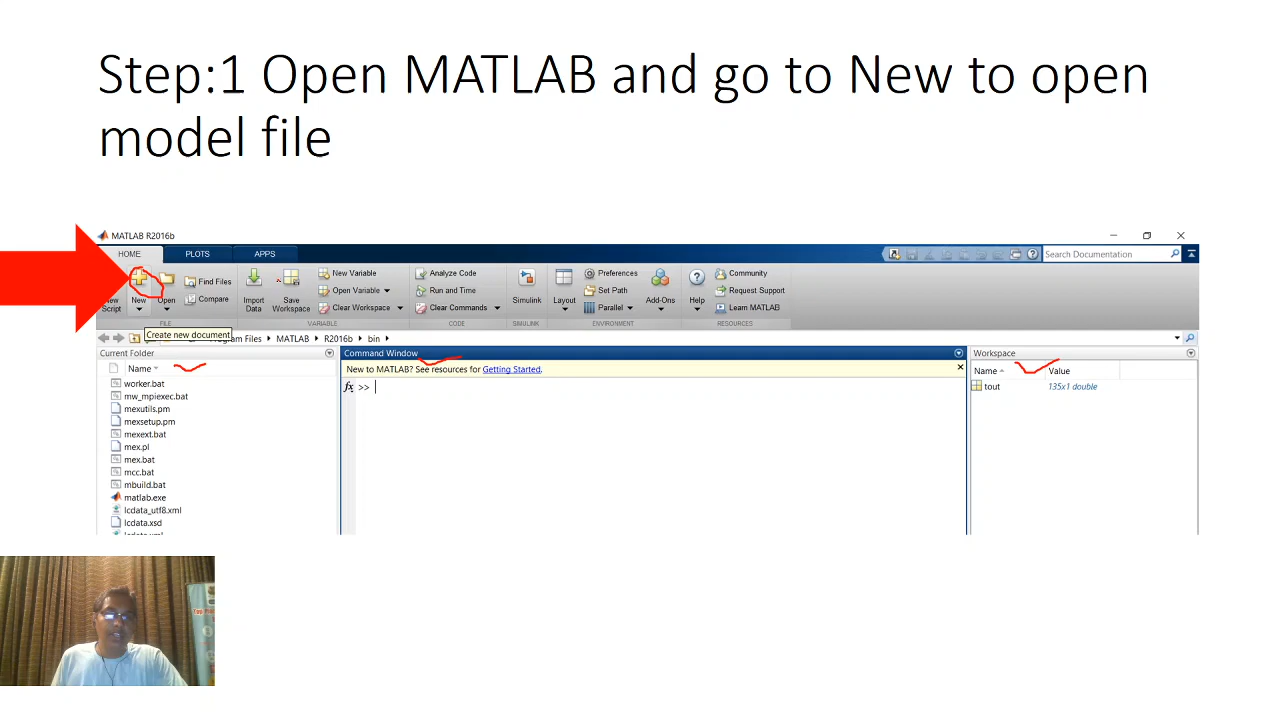 Step:1 Open MATLAB and go to New to open
model file
MATLAB R2016b
HOME PLOTS APPS
Search Documentation
New Script
New
Open
Find Files
Compare
Import Data
Save Workspace
New Variable
Open Variable
Clear Workspace
Analyze Code
Run and Time
Clear Commands
Simulink
Layout
Preferences
Set Path
Parallel
Add-Ons
Help
Community
Request Support
Learn MATLAB
FILE VARIABLE CODE SIMULINK ENVIRONMENT RESOURCES
Create new document
Program Files MATLAB R2016b bin
Current Folder
Name
worker.bat
mw_mpiexec.bat
mexutils.pm
mexsetup.pm
mexext.bat
mex.pl
mex.bat
mcc.bat
mbuild.bat
matlab.exe
lcdata_utf8.xml
lcdata.xsd
lcdata.xml
Command Window
New to MATLAB? See resources for Getting Started.
fx >>
Workspace
Name Value
tout 135x1 double